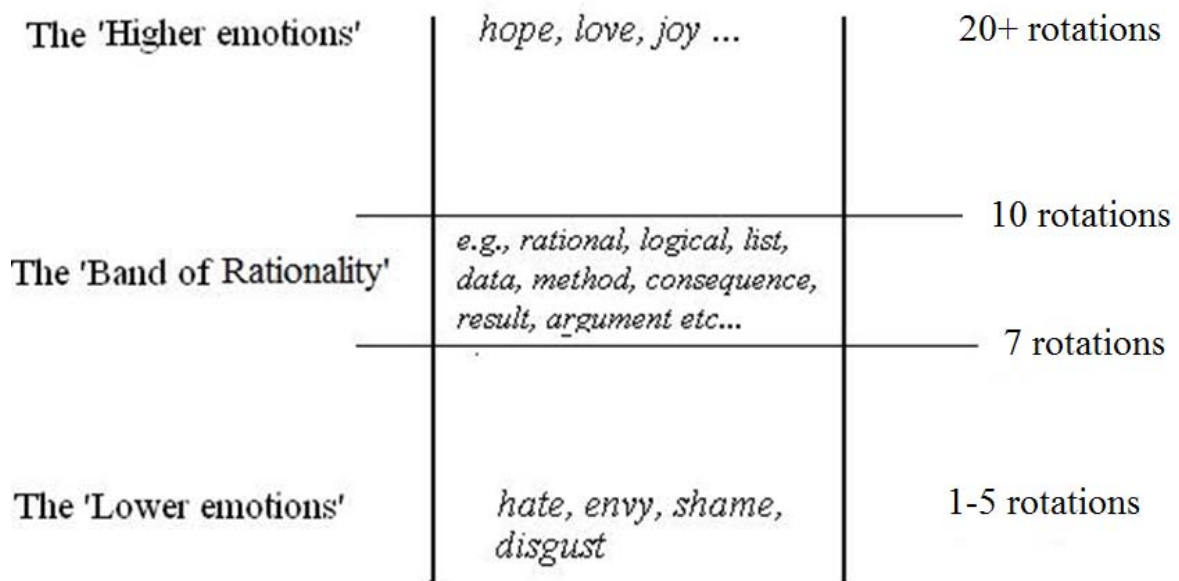 The 'Higher emotions'
hope, love, joy ...
20+ rotations
10 rotations
The 'Band of Rationality'
e.g., rational, logical, list,
data, method, consequence,
result, argument etc...
7 rotations
The 'Lower emotions'
hate, envy, shame,
disgust
1-5 rotations